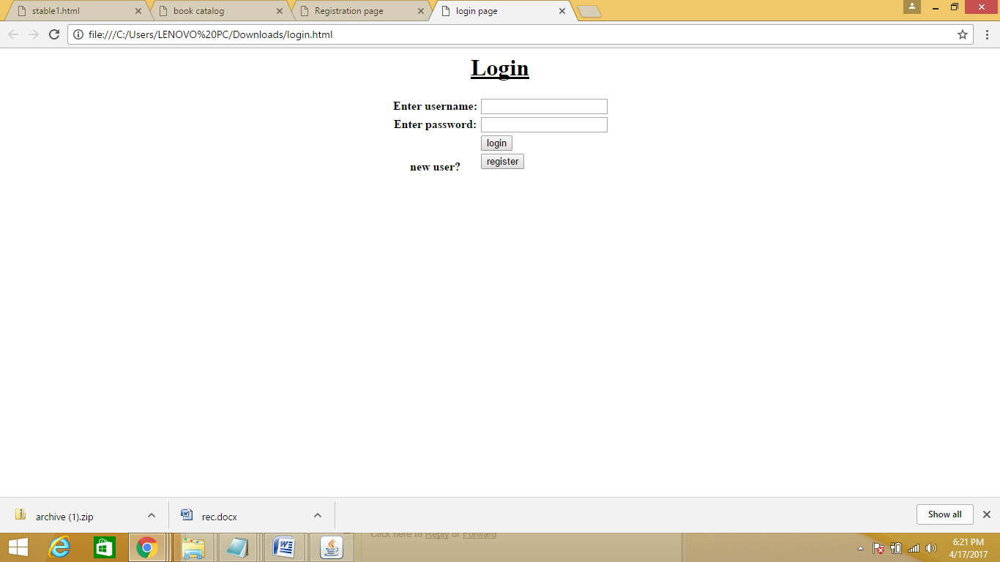 stable1.html
book catalog
Registration page
login page
file:///C:/Users/LENOVO%20PC/Downloads/login.html
Login
Enter username:
Enter password:
login
new user? register
archive (1).zip
rec.docx
Show all
Click here to Reply or Forward
6:21 PM
4/17/2017